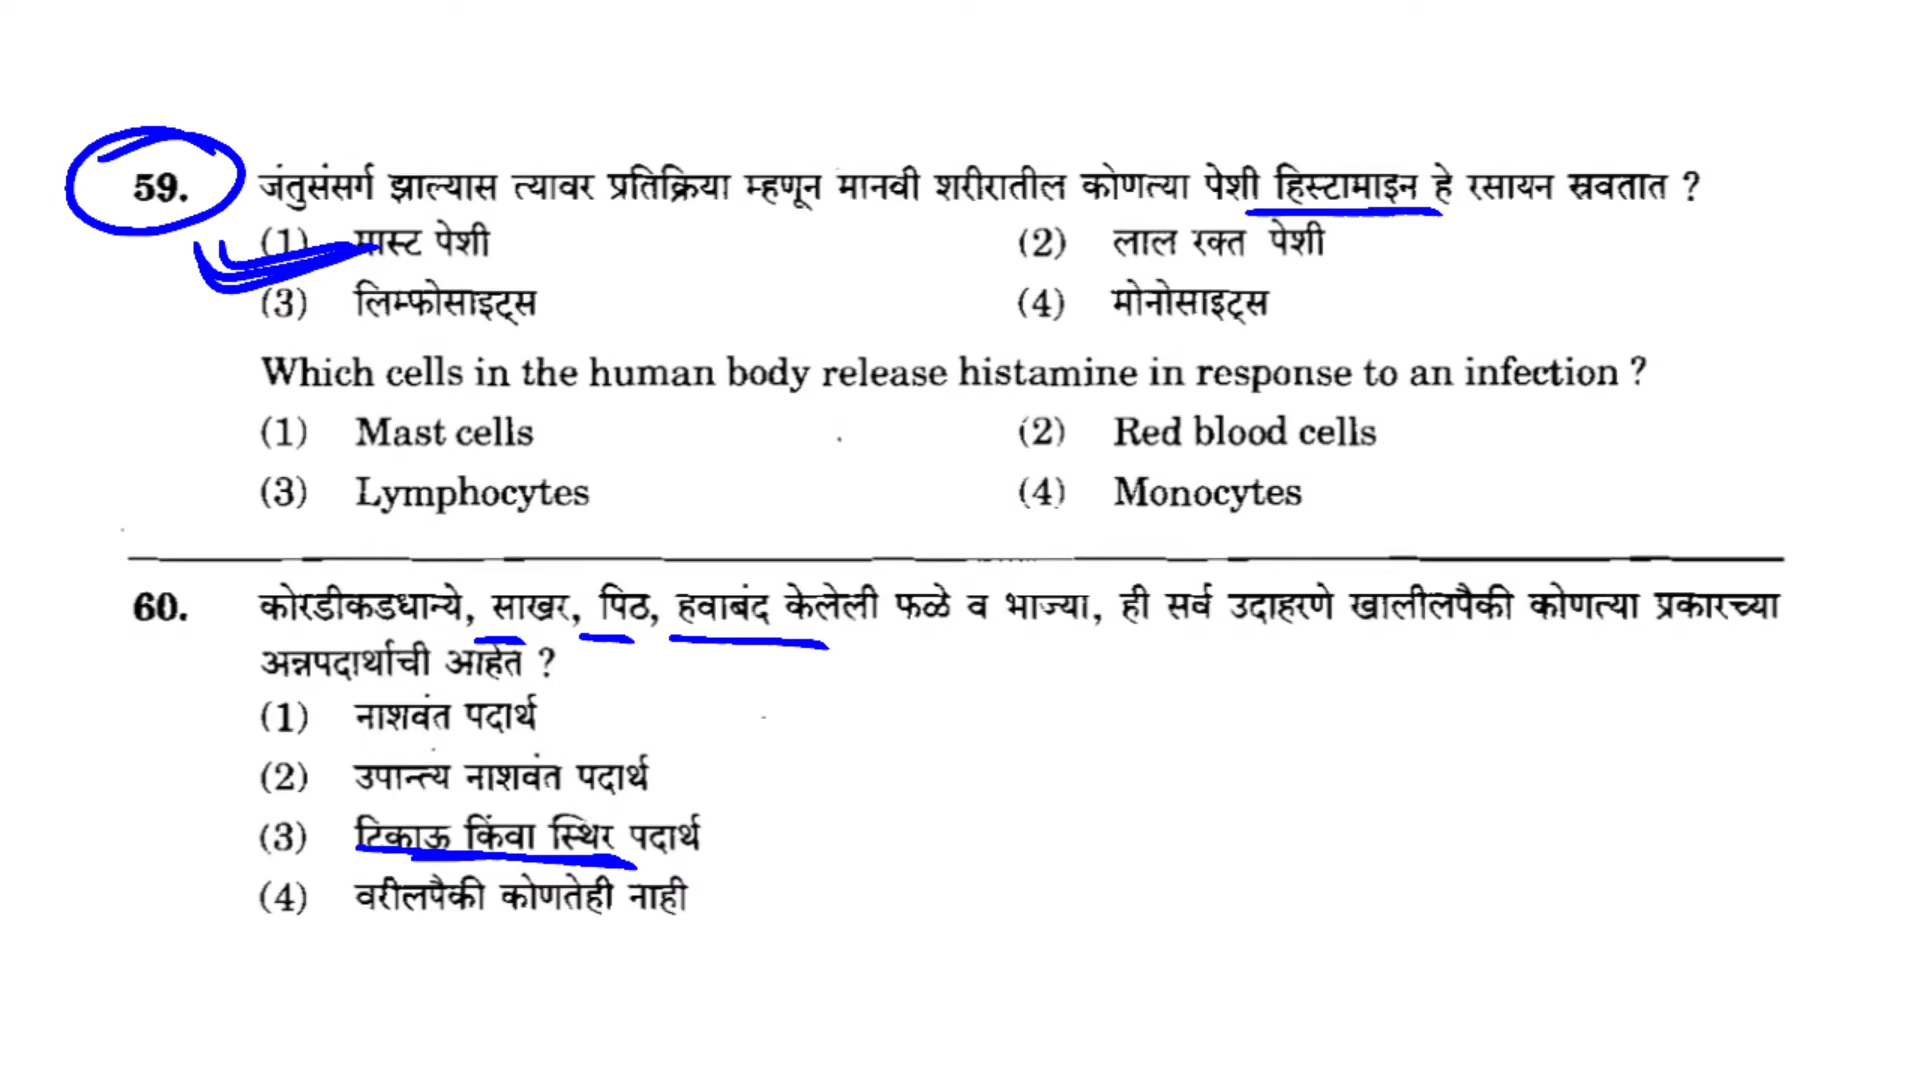 59. जंतुसंसर्ग झाल्यास त्यावर प्रतिक्रिया म्हणून मानवी शरीरातील कोणत्या पेशी हिस्टामाइन हे रसायन स्रवतात ?
(1) मास्ट पेशी (2) लाल रक्त पेशी
(3) लिम्फोसाइट्स (4) मोनोसाइट्स
Which cells in the human body release histamine in response to an infection ?
(1) Mast cells (2) Red blood cells
(3) Lymphocytes (4) Monocytes
60. कोरडीकडधान्ये, साखर, पिठ, हवाबंद केलेली फळे व भाज्या, ही सर्व उदाहरणे खालीलपैकी कोणत्या प्रकारच्या
अन्नपदार्थाची आहेत ?
(1) नाशवंत पदार्थ
(2) उपान्त्य नाशवंत पदार्थ
(3) टिकाऊ किंवा स्थिर पदार्थ
(4) वरीलपैकी कोणतेही नाही